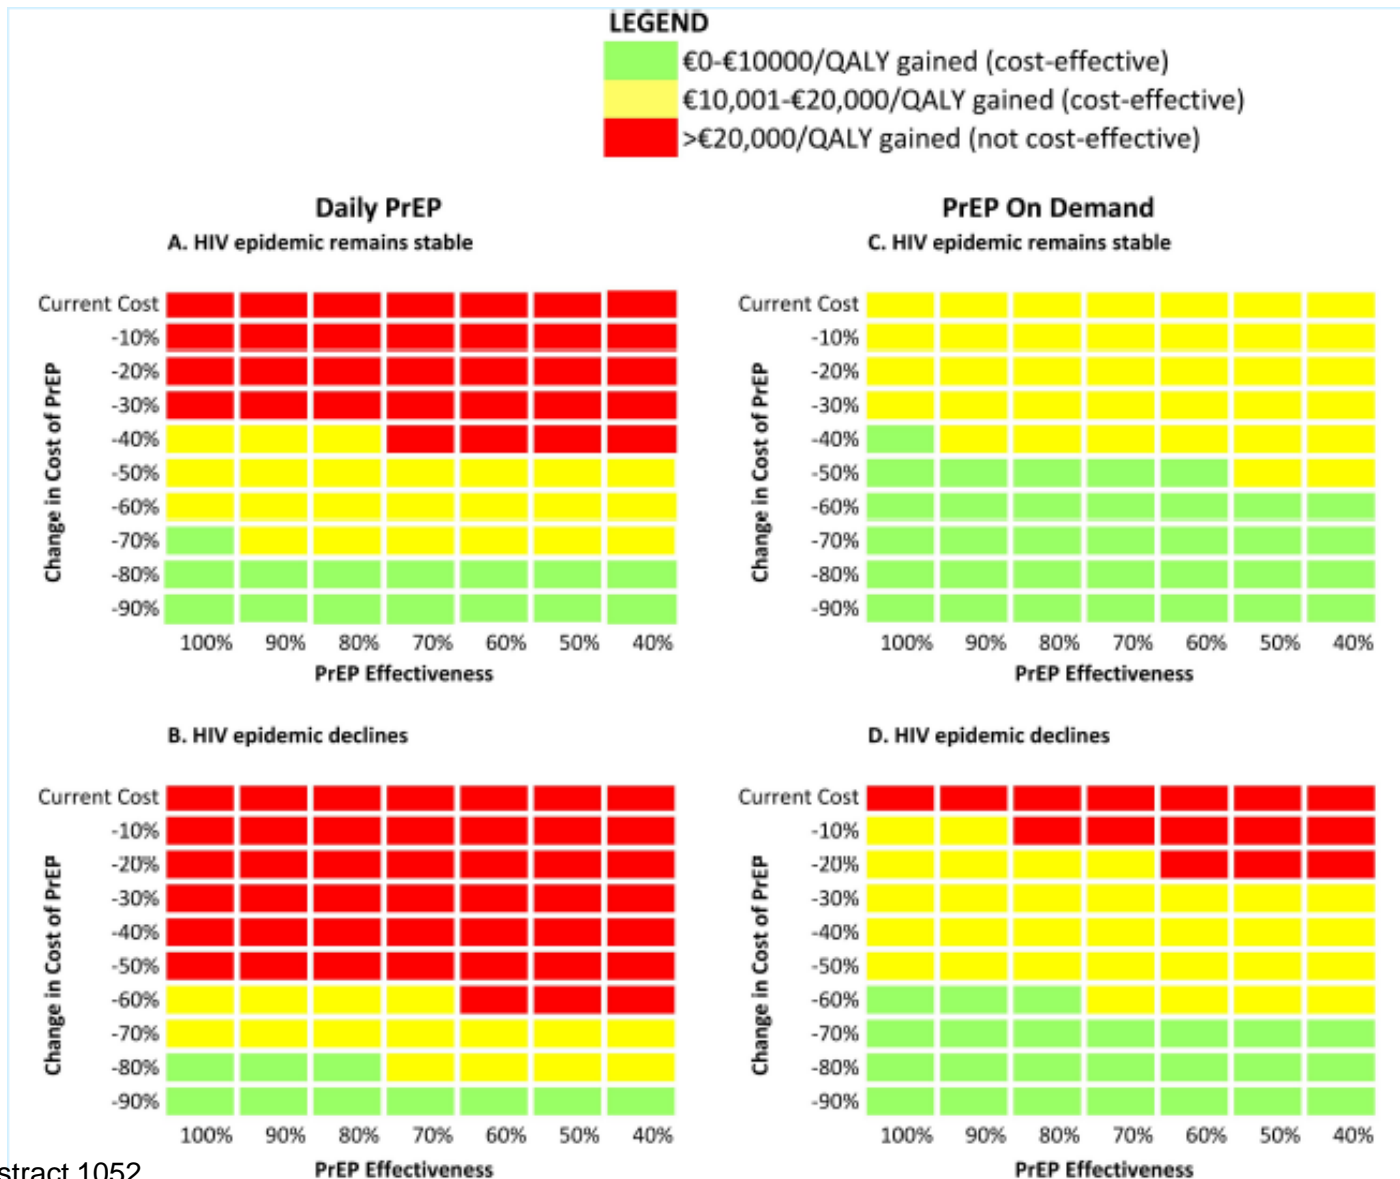 LEGEND
€0-€10000/QALY gained (cost-effective)
€10,001-€20,000/QALY gained (cost-effective)
>€20,000/QALY gained (not cost-effective)
Daily PrEP
A. HIV epidemic remains stable
Change in Cost of PrEP
Current Cost
-10%
-20%
-30%
-40%
-50%
-60%
-70%
-80%
-90%
100% 90% 80% 70% 60% 50% 40%
PrEP Effectiveness
PrEP On Demand
C. HIV epidemic remains stable
Change in Cost of PrEP
Current Cost
-10%
-20%
-30%
-40%
-50%
-60%
-70%
-80%
-90%
100% 90% 80% 70% 60% 50% 40%
PrEP Effectiveness
B. HIV epidemic declines
Change in Cost of PrEP
Current Cost
-10%
-20%
-30%
-40%
-50%
-60%
-70%
-80%
-90%
100% 90% 80% 70% 60% 50% 40%
PrEP Effectiveness
D. HIV epidemic declines
Change in Cost of PrEP
Current Cost
-10%
-20%
-30%
-40%
-50%
-60%
-70%
-80%
-90%
100% 90% 80% 70% 60% 50% 40%
PrEP Effectiveness
stract 1052